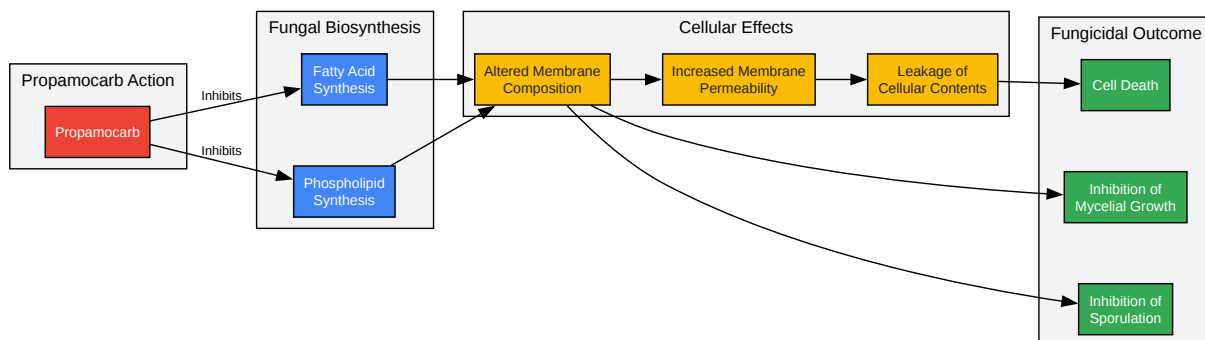 Propamocarb Action
Propamocarb
Inhibits
Inhibits
Fungal Biosynthesis
Fatty Acid
Synthesis
Phospholipid
Synthesis
Cellular Effects
Altered Membrane
Composition
Increased Membrane
Permeability
Leakage of
Cellular Contents
Fungicidal Outcome
Cell Death
Inhibition of
Mycelial Growth
Inhibition of
Sporulation